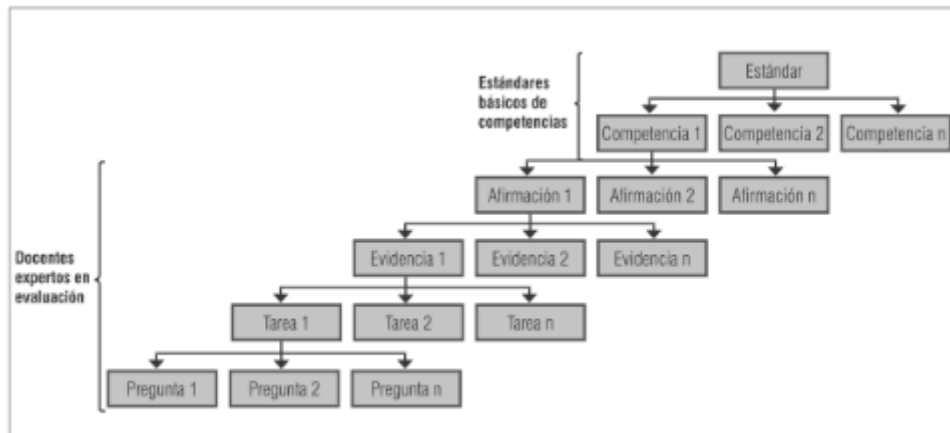 Estándar
Estándares
básicos de
competencias
Competencia 1 Competencia 2 Competencia n
Afirmación 1 Afirmación 2 Afirmación n
Evidencia 1 Evidencia 2 Evidencia n
Docentes
expertos en
evaluación
Tarea 1 Tarea 2 Tarea n
Pregunta 1 Pregunta 2 Pregunta n